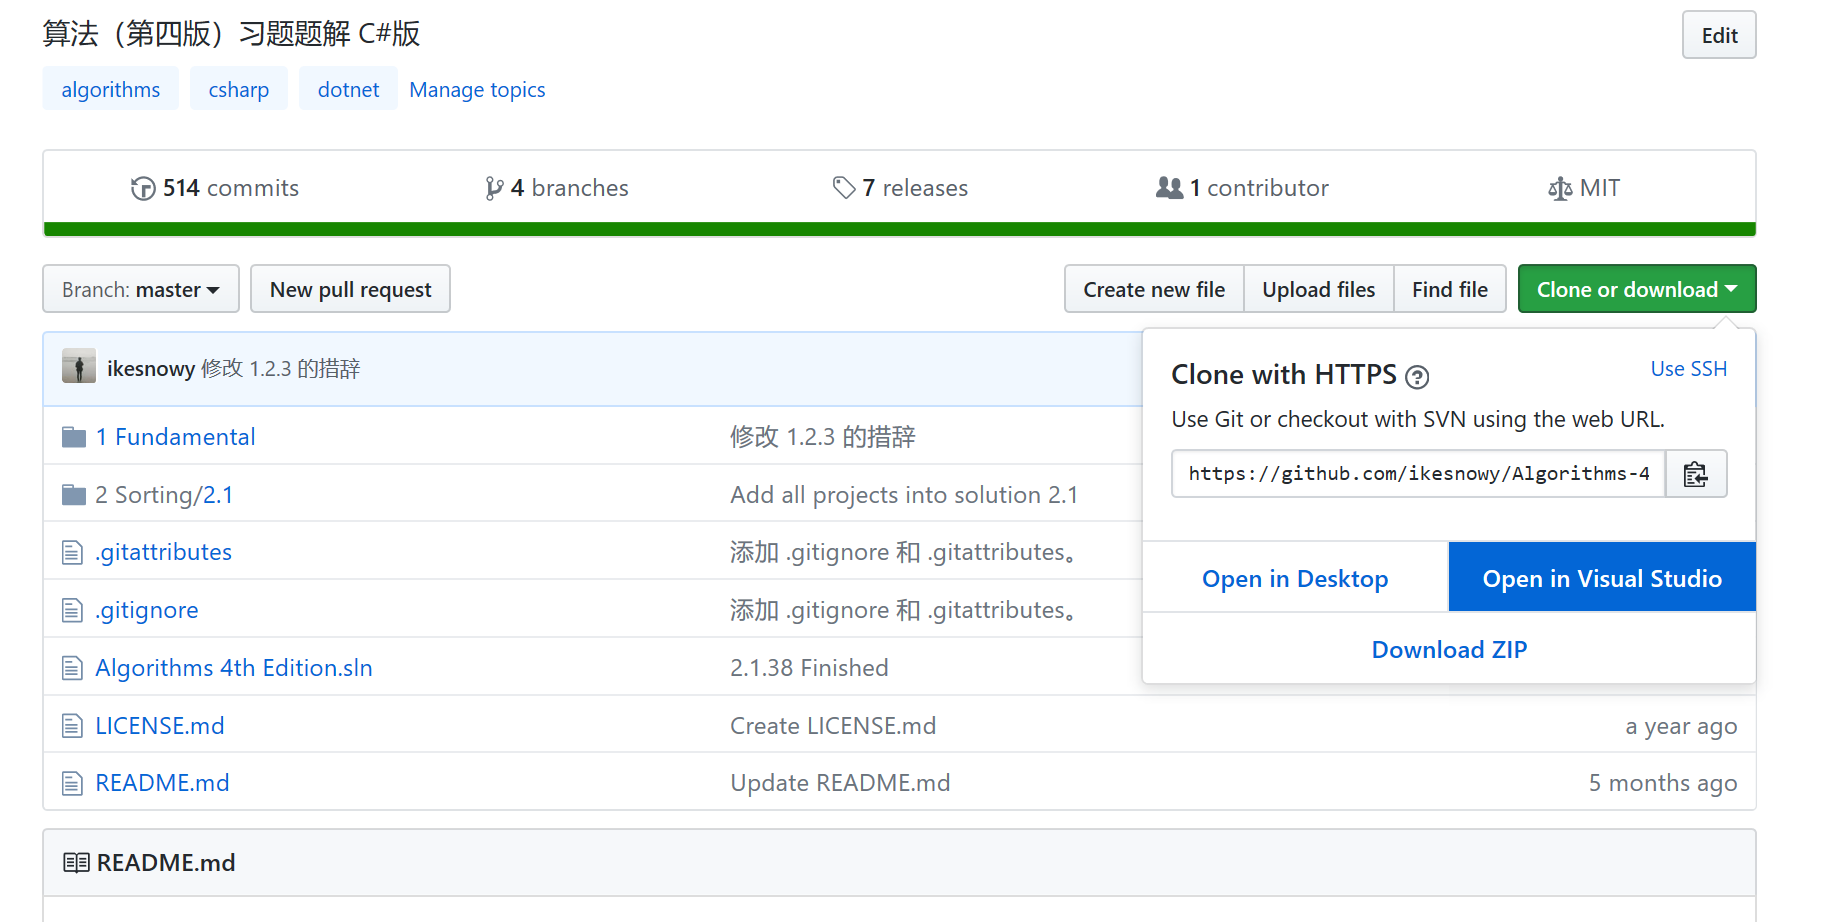 算法（第四版）习题题解 C#版
Edit
algorithms csharp dotnet Manage topics
514 commits 4 branches 7 releases 1 contributor MIT
Branch: master New pull request Create new file Upload files Find file Clone or download
ikesnowy 修改 1.2.3 的措辞
Clone with HTTPS ? Use SSH
Use Git or checkout with SVN using the web URL.
https://github.com/ikesnowy/Algorithms-4
Open in Desktop Open in Visual Studio
Download ZIP
1 Fundamental 修改 1.2.3 的措辞
2 Sorting/2.1 Add all projects into solution 2.1
.gitattributes 添加 .gitignore 和 .gitattributes。
.gitignore 添加 .gitignore 和 .gitattributes。
Algorithms 4th Edition.sln 2.1.38 Finished
LICENSE.md Create LICENSE.md a year ago
README.md Update README.md 5 months ago
README.md